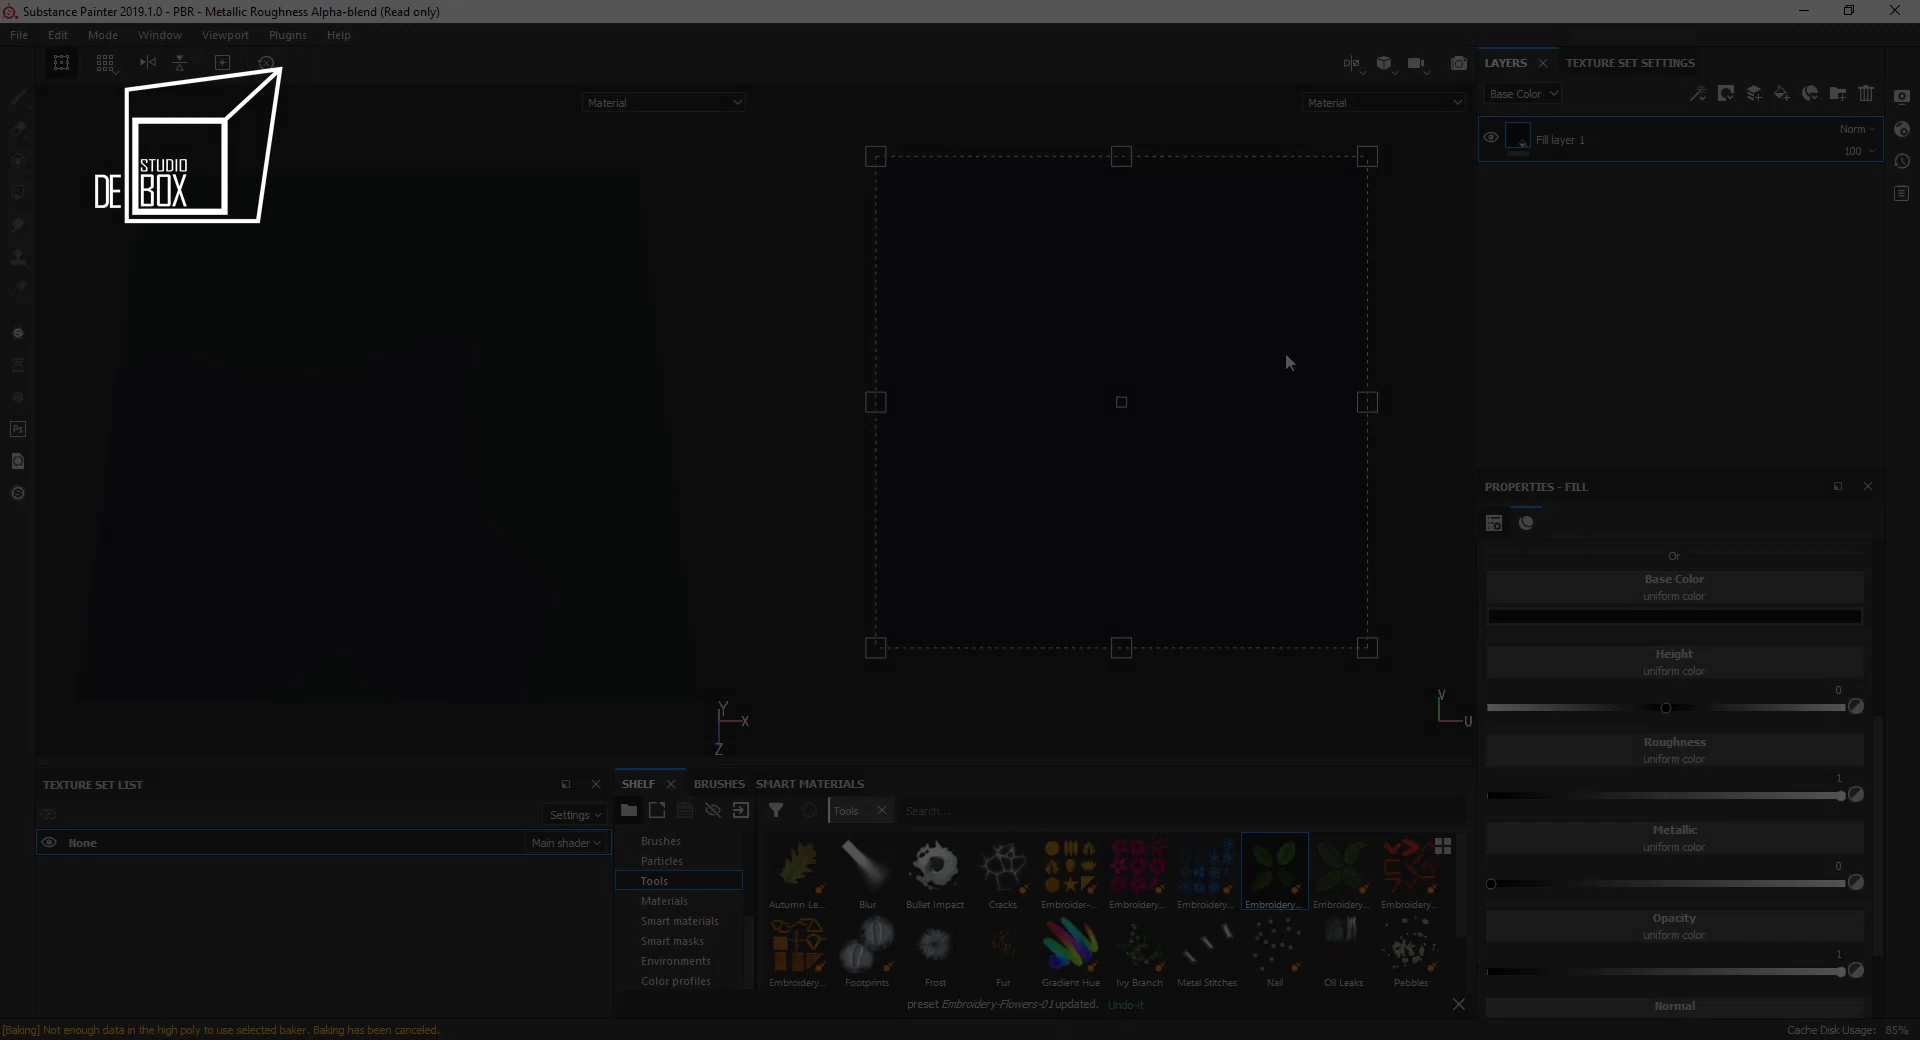 Substance Painter 2019.1.0 - PBR - Metallic Roughness Alpha-blend (Read only)
File Edit Mode Window Viewport Plugins Help
STUDIO
DE BOX
Material
Material
LAYERS TEXTURE SET SETTINGS
Base Color
Fill layer 1
Norm
100
PROPERTIES - FILL
Or
Base Color
uniform color
Height
uniform color
0
Roughness
uniform color
1
Metallic
uniform color
0
Opacity
uniform color
1
Normal
Ps
Y
X
Z
V
U
TEXTURE SET LIST
Settings
None
Main shader
SHELF BRUSHES SMART MATERIALS
Tools
Search...
Brushes
Particles
Tools
Materials
Smart materials
Smart masks
Environments
Color profiles
Autumn Le... Blur Bullet Impact Cracks Embroider-... Embroidery... Embroidery... Embroidery... Embroidery... Embroidery...
Embroidery... Footprints Frost Fur Gradient Hue Ivy Branch Metal Stitches Nail Oil Leaks Pebbles
preset Embroidery-Flowers-01 updated. Undo-it
[Baking] Not enough data in the high poly to use selected baker. Baking has been canceled.
Cache Disk Usage: 85%